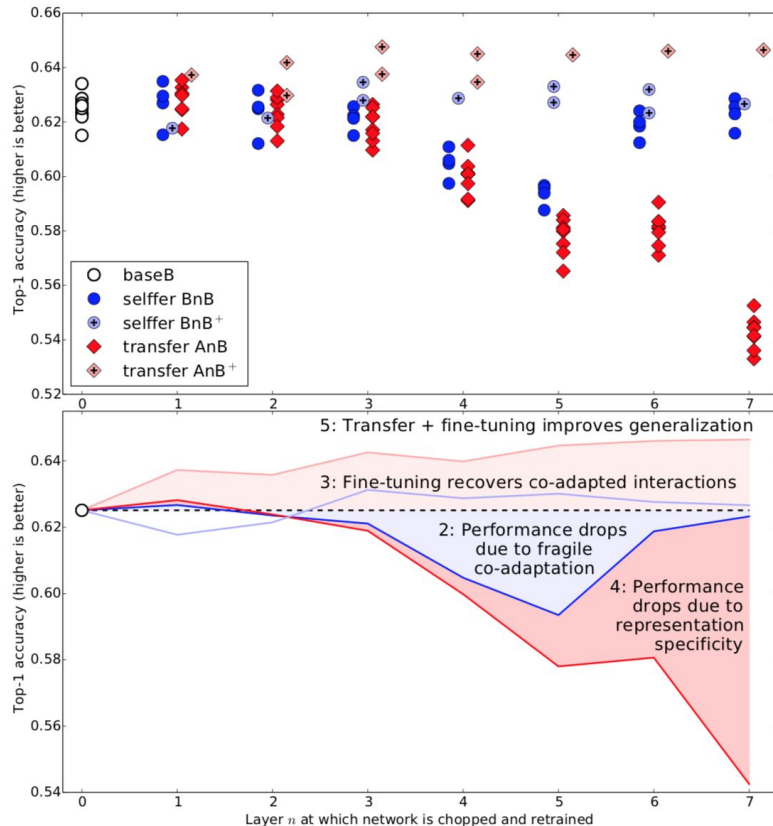 Top-1 accuracy (higher is better)
0.66
0.64
0.62
0.60
0.58
0.56
0.54
0.52
baseB
selffer BnB
selffer BnB+
transfer AnB
transfer AnB+
0 1 2 3 4 5 6 7
Top-1 accuracy (higher is better)
0.64
0.62
0.60
0.58
0.56
0.54
5: Transfer + fine-tuning improves generalization
3: Fine-tuning recovers co-adapted interactions
2: Performance drops
due to fragile
co-adaptation
4: Performance
drops due to
representation
specificity
0 1 2 3 4 5 6 7
Layer n at which network is chopped and retrained